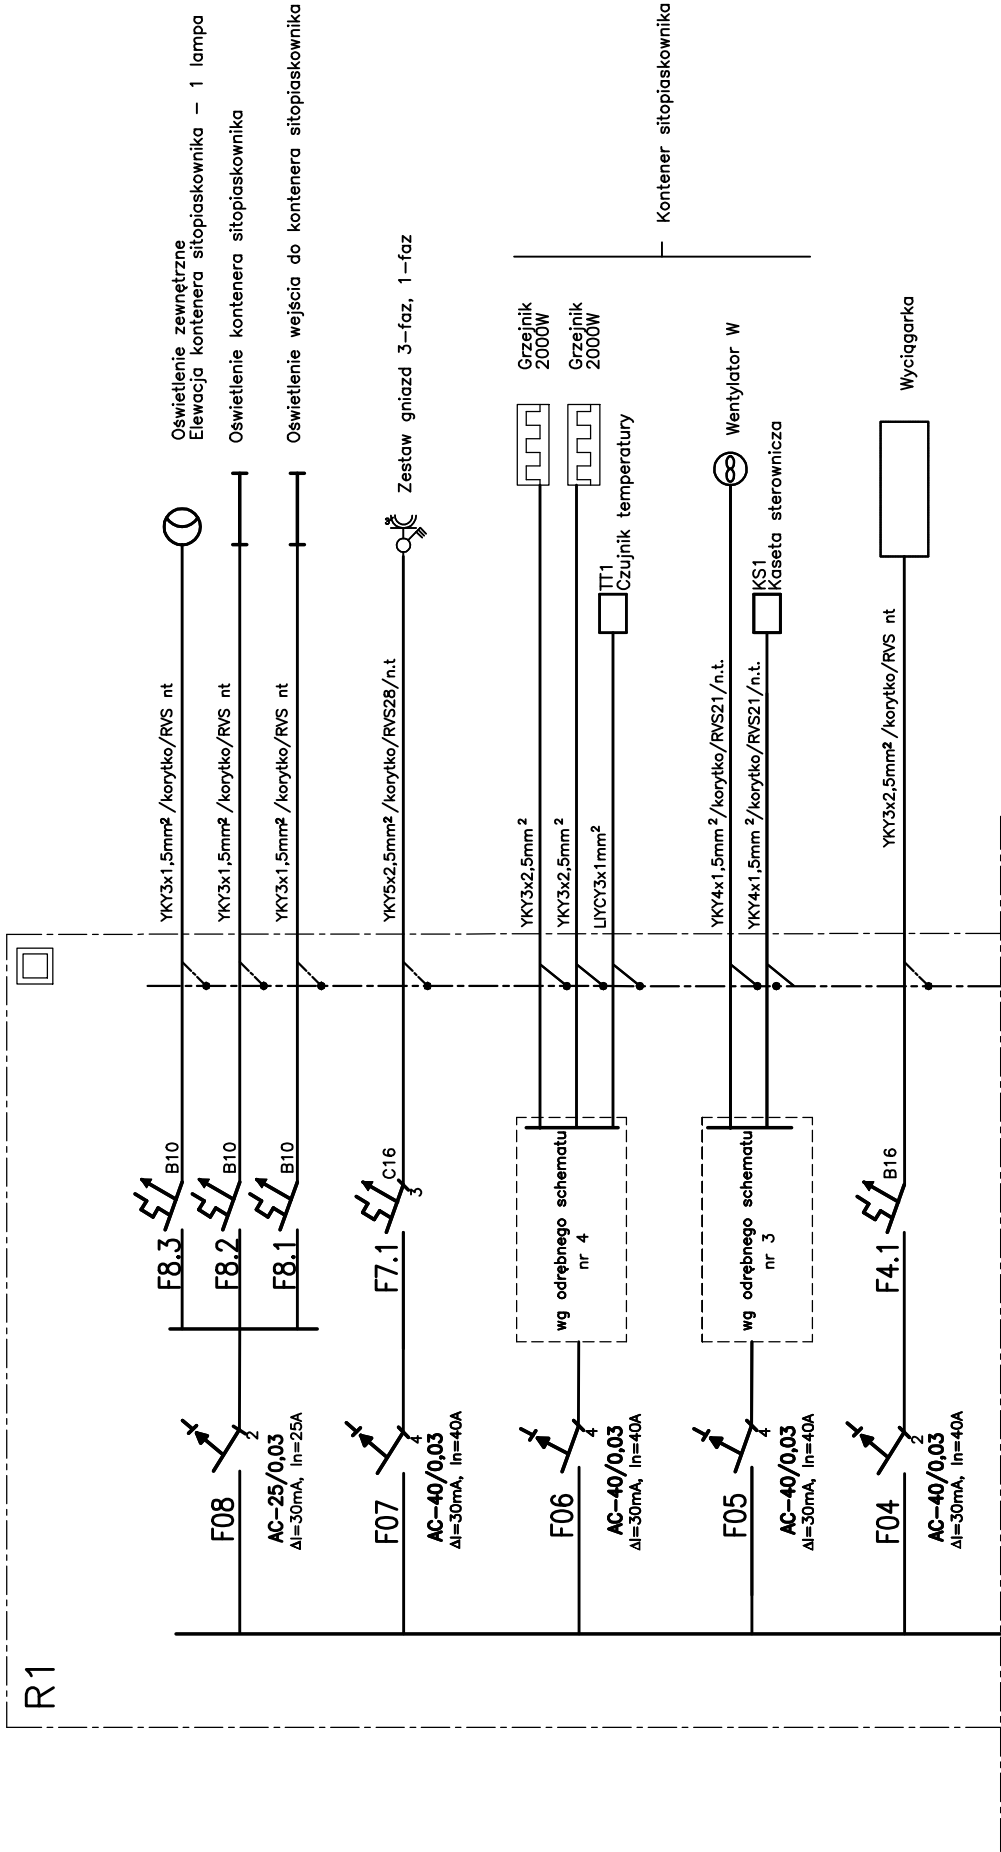 R1
Oświetlenie zewnętrzne
Elewacja kontenera sitopiaskownika – 1 lampa
YKY3x1,5mm²/korytko/RVS nt
B10
F8.3
Oświetlenie kontenera sitopiaskownika
YKY3x1,5mm²/korytko/RVS nt
B10
F8.2
Oświetlenie wejścia do kontenera sitopiaskownika
YKY3x1,5mm²/korytko/RVS nt
B10
F8.1
F08
2
AC–25/0,03
ΔI=30mA, In=25A
Zestaw gniazd 3–faz, 1–faz
3
YKY5x2,5mm²/korytko/RVS28/n.t
C16
3
F7.1
F07
4
AC–40/0,03
ΔI=30mA, In=40A
Kontener sitopiaskownika
Grzejnik
2000W
YKY3x2,5mm²
Grzejnik
2000W
YKY3x2,5mm²
TT1
Czujnik temperatury
LIYCY3x1mm²
wg odrębnego schematu
nr 4
F06
4
AC–40/0,03
ΔI=30mA, In=40A
Wentylator W
YKY4x1,5mm²/korytko/RVS21/n.t.
KS1
Kaseta sterownicza
YKY4x1,5mm²/korytko/RVS21/n.t.
wg odrębnego schematu
nr 3
F05
4
AC–40/0,03
ΔI=30mA, In=40A
Wyciągarka
YKY3x2,5mm²/korytko/RVS nt
B16
F4.1
F04
2
AC–40/0,03
ΔI=30mA, In=40A